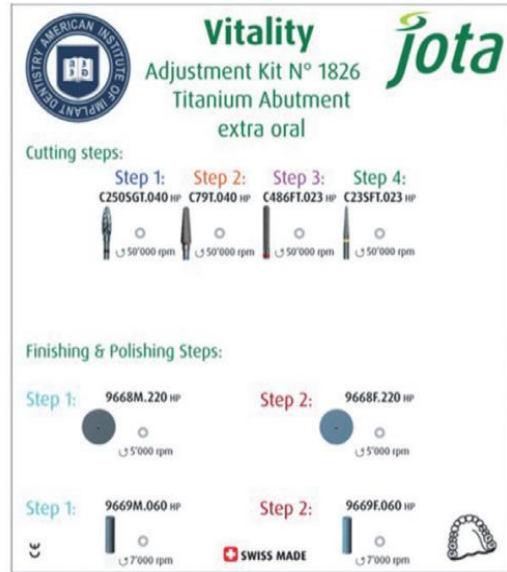 AMERICAN INSTITUTE OF IMPLANT DENTISTRY
Vitality
jota
Adjustment Kit N° 1826
Titanium Abutment
extra oral
Cutting steps:
Step 1: Step 2: Step 3: Step 4:
C250SGT.040 HP C79T.040 HP C486FT.023 HP C23SFT.023 HP
50'000 rpm 50'000 rpm 50'000 rpm 50'000 rpm
Finishing & Polishing Steps:
Step 1: 9668M.220 HP Step 2: 9668F.220 HP
5'000 rpm 5'000 rpm
Step 1: 9669M.060 HP Step 2: 9669F.060 HP
CE SWISS MADE
7'000 rpm 7'000 rpm